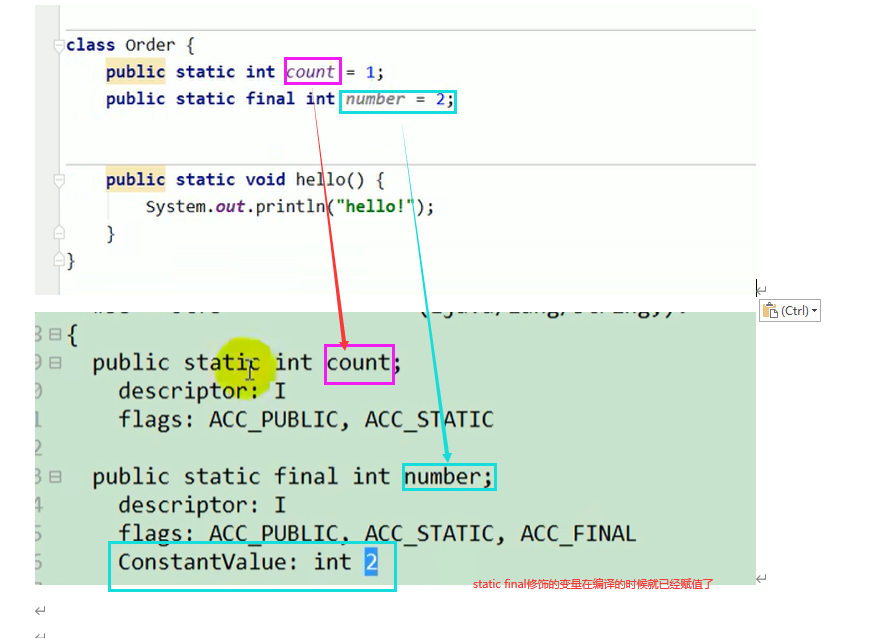 class Order {
public static int count = 1;
public static final int number = 2;
public static void hello() {
System.out.println("hello!");
}
}
(Ctrl)
{
public static int count;
descriptor: I
flags: ACC_PUBLIC, ACC_STATIC
public static final int number;
descriptor: I
flags: ACC_PUBLIC, ACC_STATIC, ACC_FINAL
ConstantValue: int 2
static final修饰的变量在编译的时候就已经赋值了